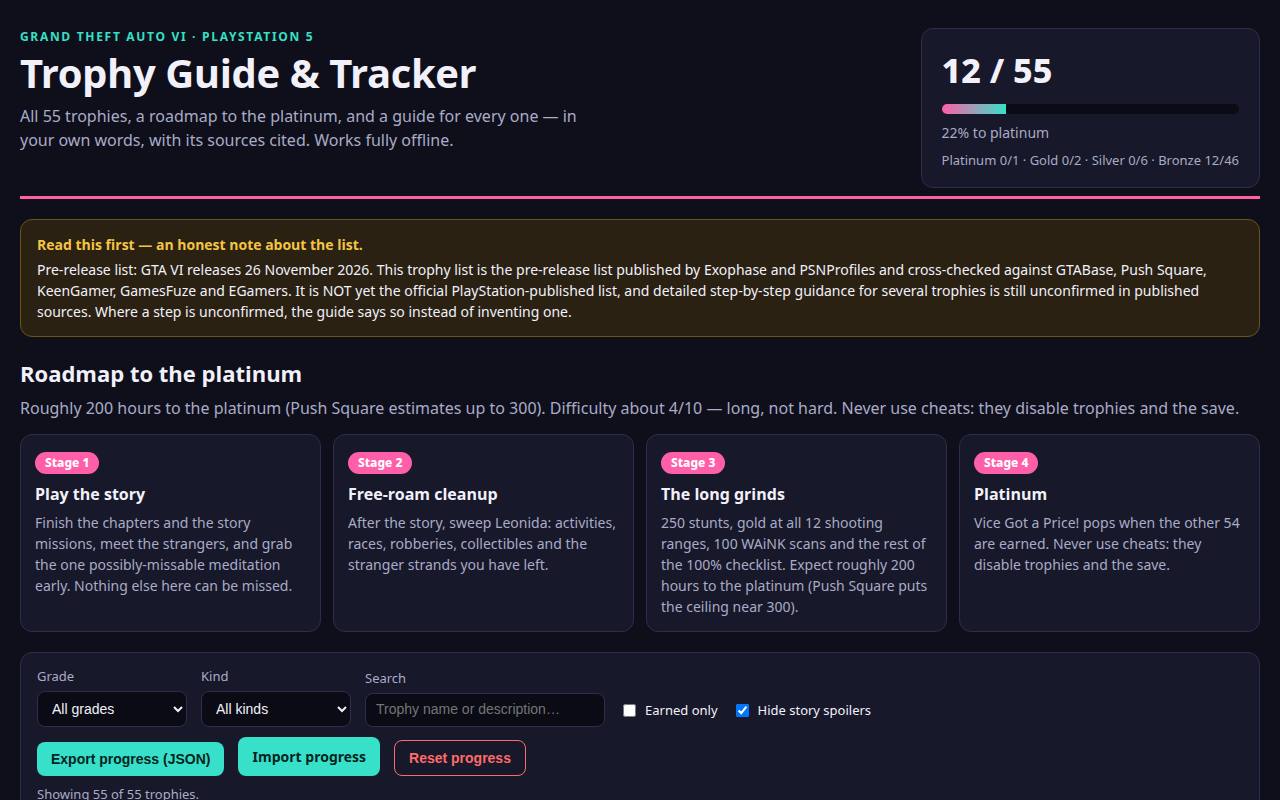 GRAND THEFT AUTO VI · PLAYSTATION 5
Trophy Guide & Tracker
All 55 trophies, a roadmap to the platinum, and a guide for every one — in
your own words, with its sources cited. Works fully offline.
12 / 55
22% to platinum
Platinum 0/1 · Gold 0/2 · Silver 0/6 · Bronze 12/46
Read this first — an honest note about the list.
Pre-release list: GTA VI releases 26 November 2026. This trophy list is the pre-release list published by Exophase and PSNProfiles and cross-checked against GTABase, Push Square,
KeenGamer, GamesFuze and EGamers. It is NOT yet the official PlayStation-published list, and detailed step-by-step guidance for several trophies is still unconfirmed in published
sources. Where a step is unconfirmed, the guide says so instead of inventing one.
Roadmap to the platinum
Roughly 200 hours to the platinum (Push Square estimates up to 300). Difficulty about 4/10 — long, not hard. Never use cheats: they disable trophies and the save.
Stage 1
Play the story
Finish the chapters and the story
missions, meet the strangers, and grab
the one possibly-missable meditation
early. Nothing else here can be missed.
Stage 2
Free-roam cleanup
After the story, sweep Leonida: activities,
races, robberies, collectibles and the
stranger strands you have left.
Stage 3
The long grinds
250 stunts, gold at all 12 shooting
ranges, 100 WAiNK scans and the rest of
the 100% checklist. Expect roughly 200
hours to the platinum (Push Square puts
the ceiling near 300).
Stage 4
Platinum
Vice Got a Price! pops when the other 54
are earned. Never use cheats: they
disable trophies and the save.
Grade
All grades
Kind
All kinds
Search
Trophy name or description…
Earned only
Hide story spoilers
Export progress (JSON)
Import progress
Reset progress
Showing 55 of 55 trophies.